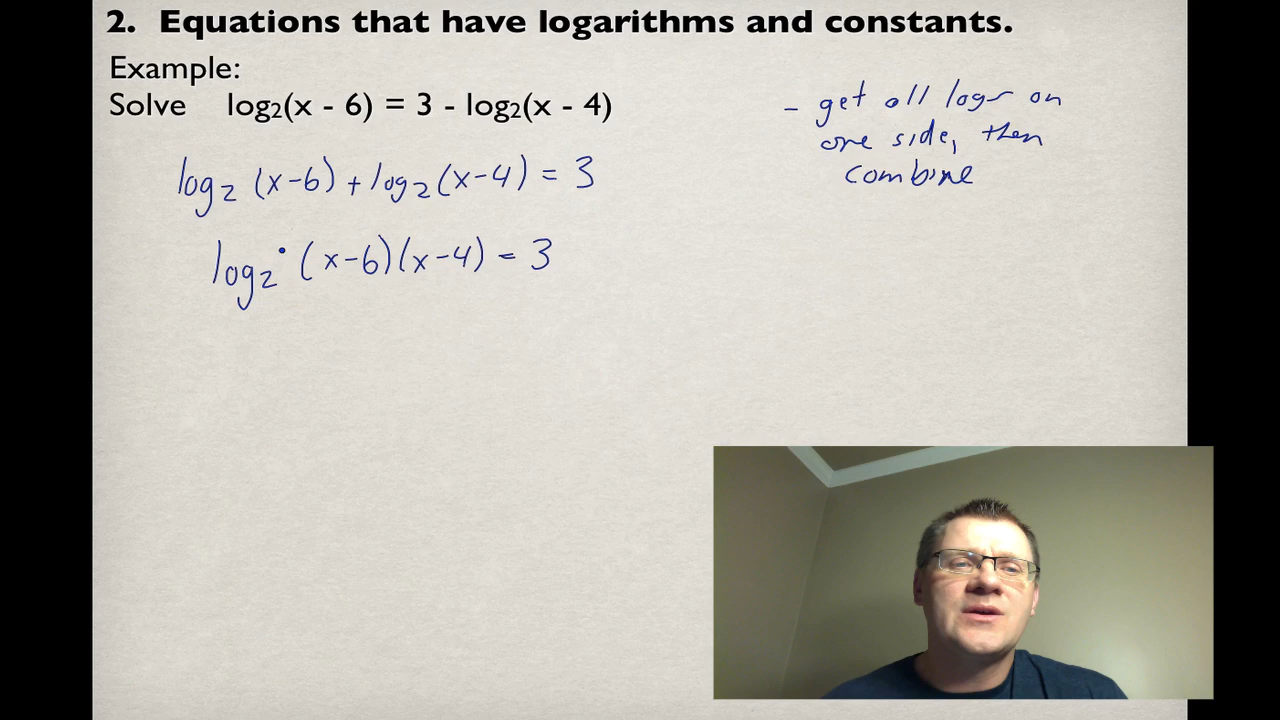 2. Equations that have logarithms and constants.
Example:
Solve log₂(x - 6) = 3 - log₂(x - 4)
- get all logs on
one side, then
combine
log₂ (x-6) + log₂ (x-4) = 3
log₂ (x-6)(x-4) = 3